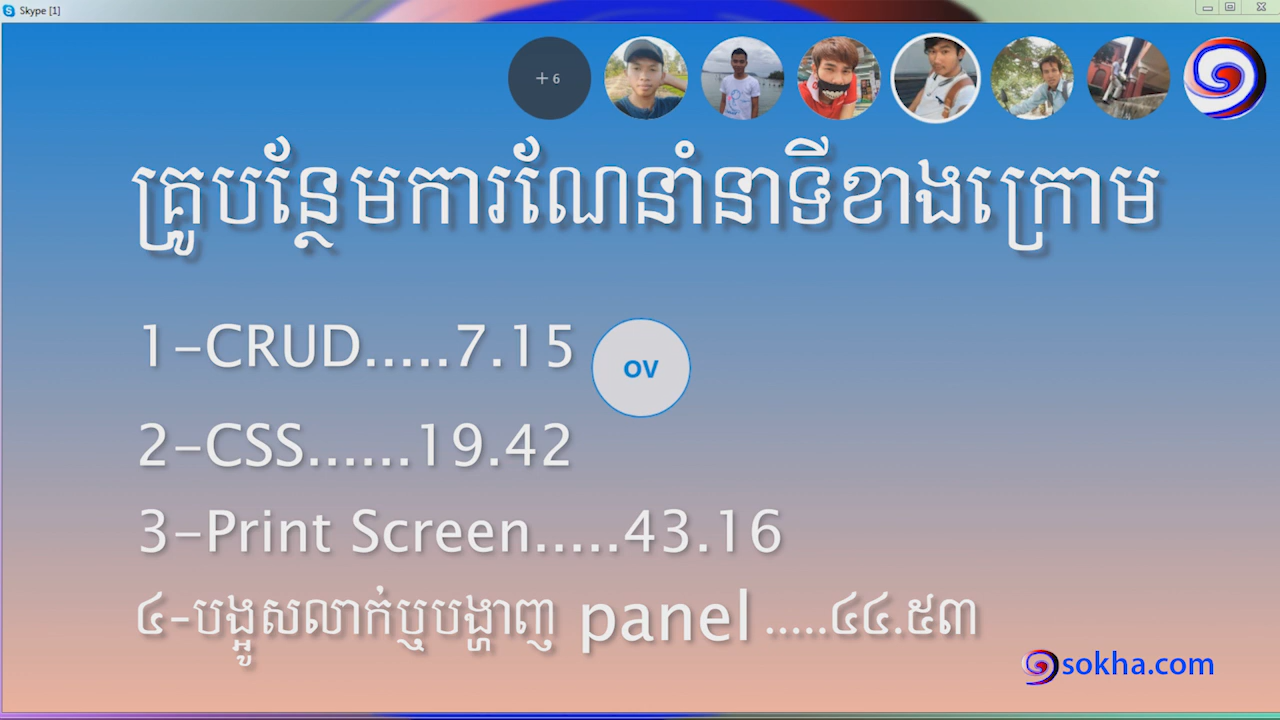 Skype [1]
+ 6
គ្រូបន្ថែមការណែនាំនាទីខាងក្រោម
1-CRUD.....7.15
OV
2-CSS......19.42
3-Print Screen.....43.16
៤-បង្អូសលាក់ឬបង្ហាញ panel .....៤៤.៥៣
sokha.com